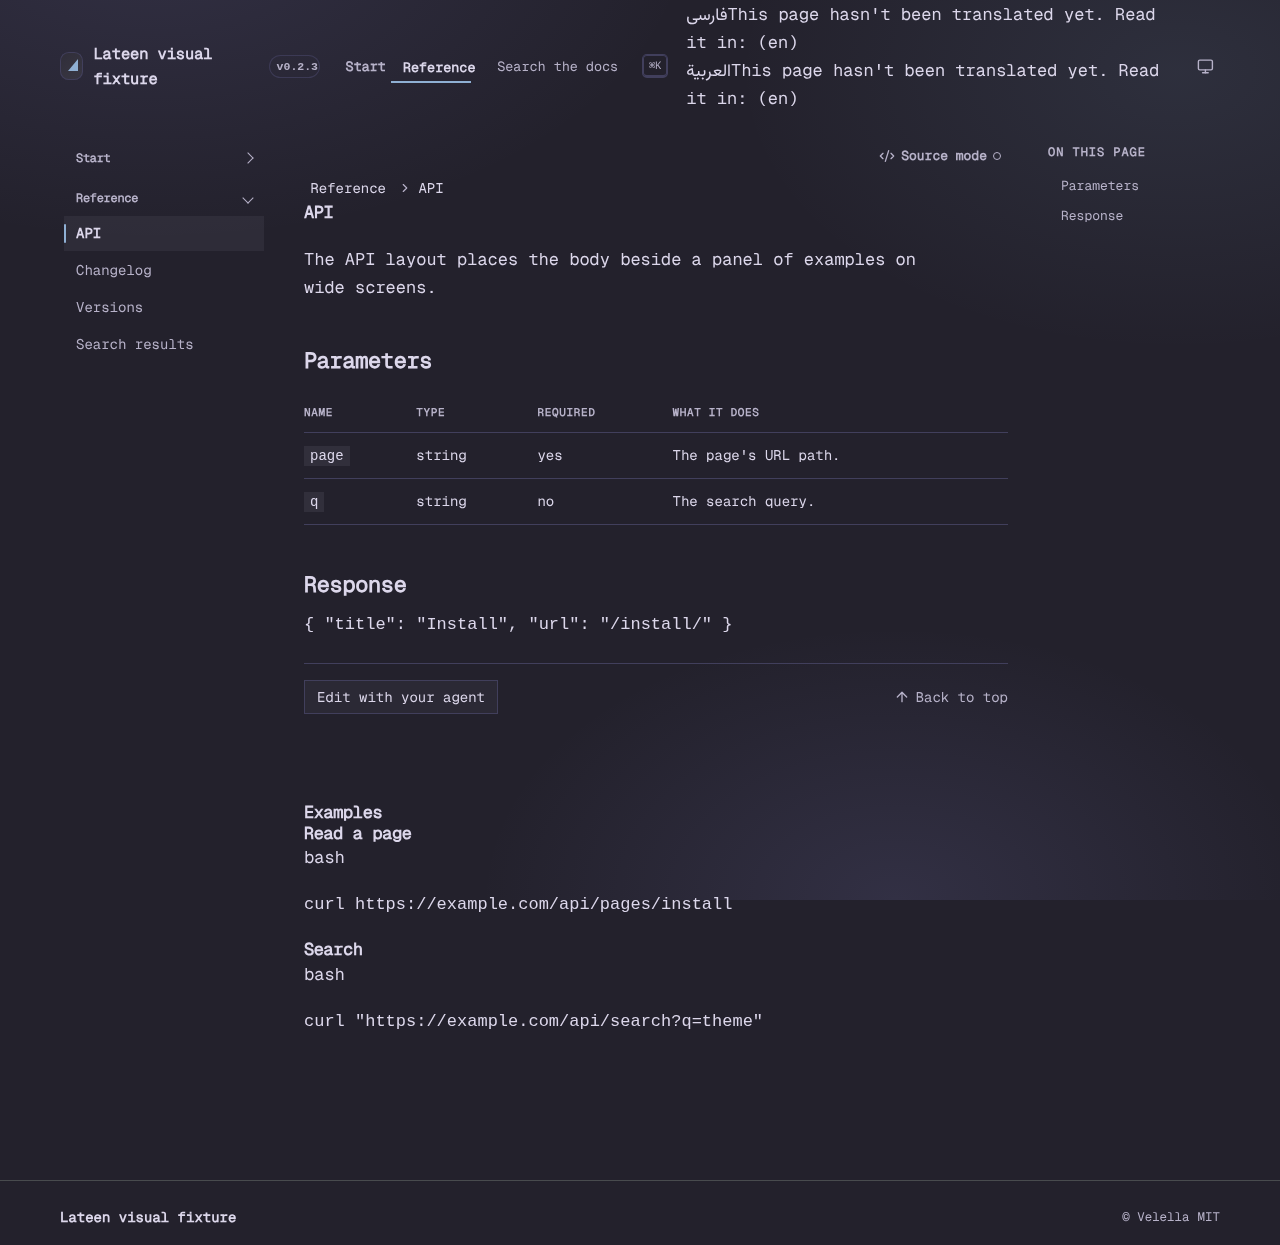 Lateen visual fixture
v0.2.3
Start
Reference
Search the docs
⌘K
فارسی This page hasn't been translated yet. Read it in: (en)
العربية This page hasn't been translated yet. Read it in: (en)
Start
Reference
API
Changelog
Versions
Search results
Source mode
Reference > API
API
The API layout places the body beside a panel of examples on
wide screens.
Parameters
NAME TYPE REQUIRED WHAT IT DOES
page string yes The page's URL path.
q string no The search query.
Response
{ "title": "Install", "url": "/install/" }
Edit with your agent
↑ Back to top
Examples
Read a page
bash
curl https://example.com/api/pages/install
Search
bash
curl "https://example.com/api/search?q=theme"
ON THIS PAGE
Parameters
Response
Lateen visual fixture
© Velella MIT